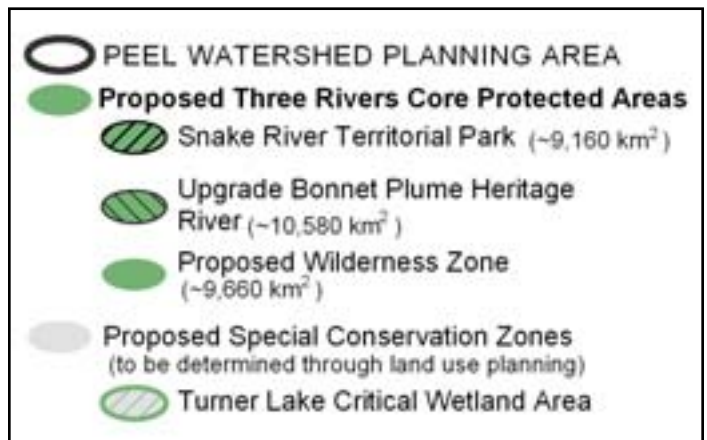 PEEL WATERSHED PLANNING AREA
Proposed Three Rivers Core Protected Areas
Snake River Territorial Park (~9,160 km²)
Upgrade Bonnet Plume Heritage
River (~10,580 km²)
Proposed Wilderness Zone
(~9,660 km²)
Proposed Special Conservation Zones
(to be determined through land use planning)
Turner Lake Critical Wetland Area